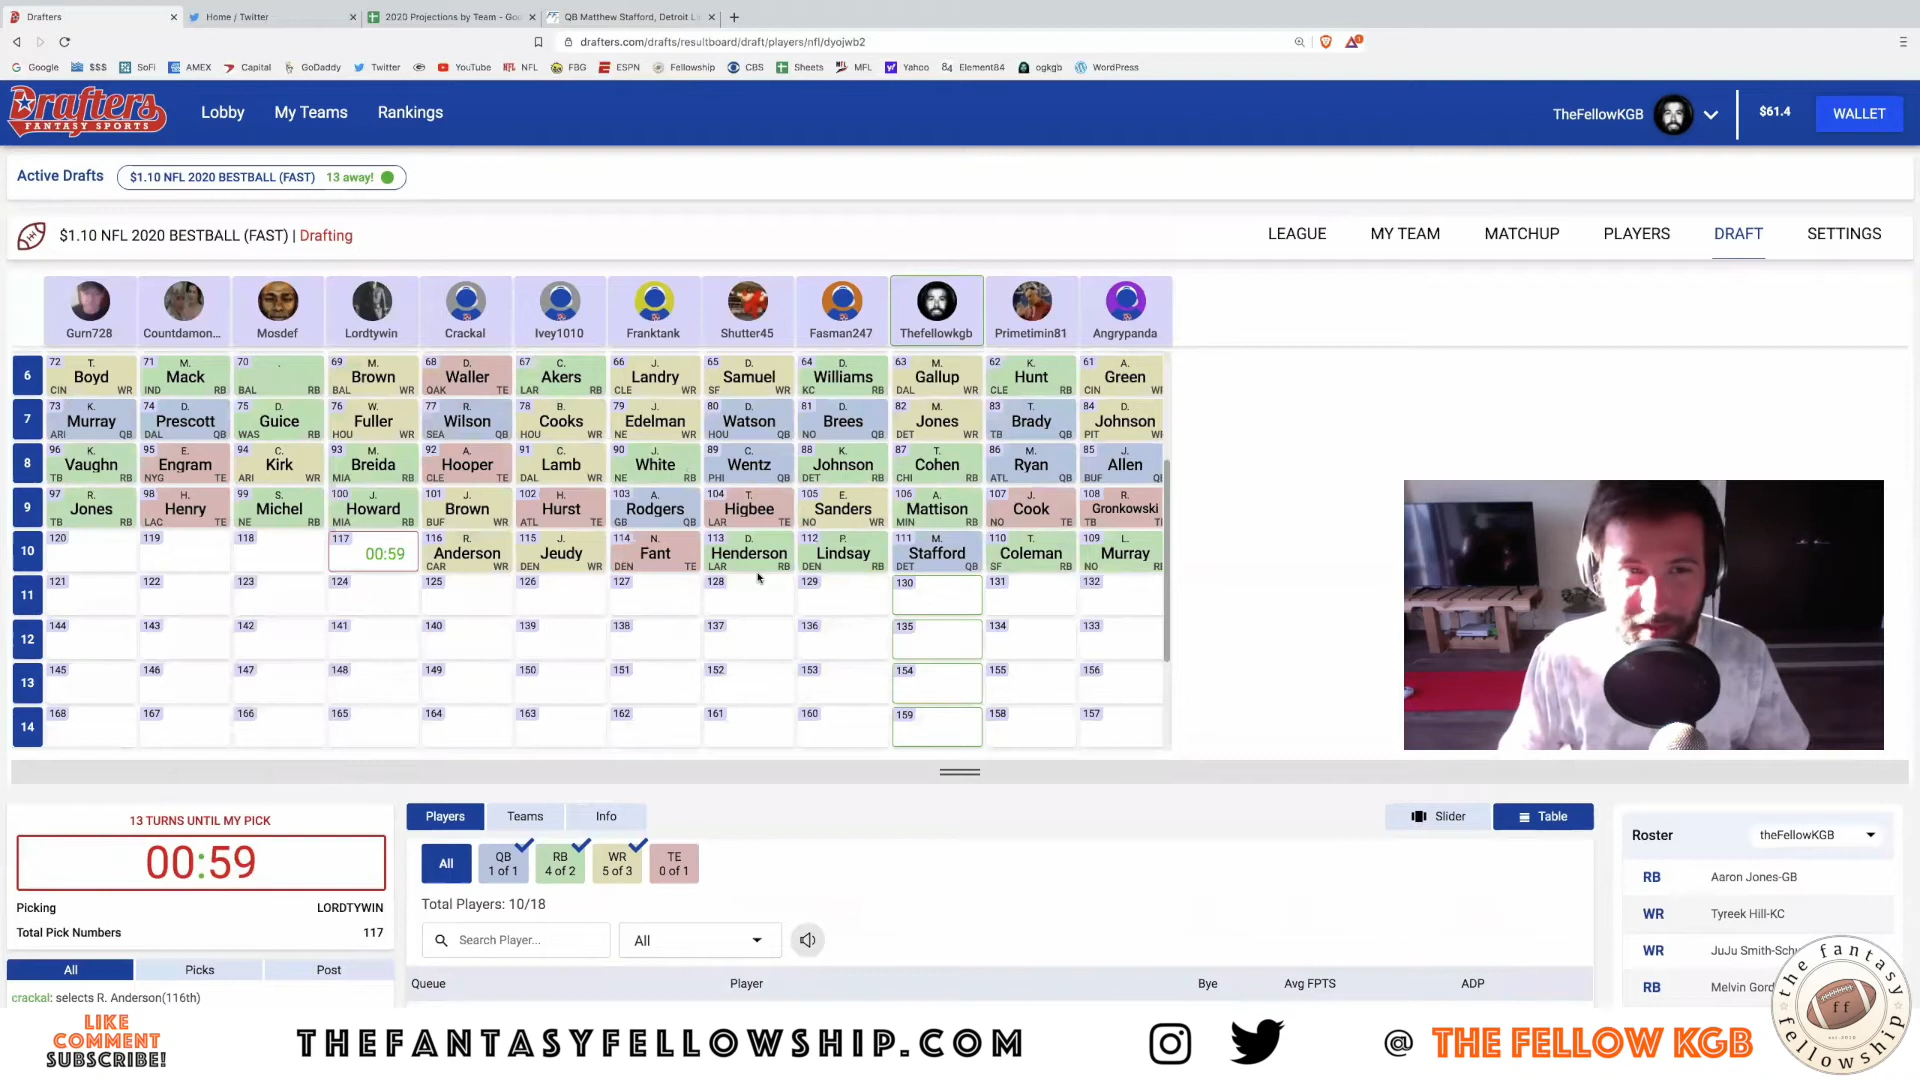 Drafters
Home / Twitter
2020 Projections by Team - Goo
QB Matthew Stafford, Detroit Li
drafters.com/drafts/resultboard/draft/players/nfl/dyojwb2
Google $$$ SoFi AMEX Capital GoDaddy Twitter YouTube NFL FBG ESPN Fellowship CBS Sheets MFL Yahoo Element84 ogkgb WordPress
Drafters
FANTASY SPORTS
Lobby My Teams Rankings
TheFellowKGB $61.4 WALLET
Active Drafts $1.10 NFL 2020 BESTBALL (FAST) 13 away!
$1.10 NFL 2020 BESTBALL (FAST) | Drafting
LEAGUE MY TEAM MATCHUP PLAYERS DRAFT SETTINGS
Gurn728 Countdamon... Mosdef Lordtywin Crackal Ivey1010 Franktank Shutter45 Fasman247 Thefellowkgb Primetimin81 Angrypanda
6
72 T. Boyd CIN WR
71 M. Mack IND RB
70 . BAL RB
69 M. Brown BAL WR
68 D. Waller OAK TE
67 C. Akers LAR RB
66 J. Landry CLE WR
65 D. Samuel SF WR
64 D. Williams KC RB
63 M. Gallup DAL WR
62 K. Hunt CLE RB
61 A. Green CIN
7
73 K. Murray ARI QB
74 D. Prescott DAL QB
75 D. Guice WAS RB
76 W. Fuller HOU WR
77 R. Wilson SEA QB
78 B. Cooks HOU WR
79 J. Edelman NE WR
80 D. Watson HOU QB
81 D. Brees NO QB
82 M. Jones DET WR
83 T. Brady TB QB
84 D. Johnson PIT
8
96 K. Vaughn TB RB
95 E. Engram NYG TE
94 C. Kirk ARI WR
93 M. Breida MIA RB
92 A. Hooper CLE TE
91 C. Lamb DAL WR
90 J. White NE RB
89 C. Wentz PHI QB
88 K. Johnson DET RB
87 T. Cohen CHI RB
86 M. Ryan ATL QB
85 J. Allen BUF
9
97 R. Jones TB RB
98 H. Henry LAC TE
99 S. Michel NE RB
100 J. Howard MIA RB
101 J. Brown BUF WR
102 H. Hurst ATL TE
103 A. Rodgers GB QB
104 T. Higbee LAR TE
105 E. Sanders NO WR
106 A. Mattison MIN RB
107 J. Cook NO TE
108 R. Gronkowski TB
10
120
119
118
117 00:59
116 R. Anderson CAR WR
115 J. Jeudy DEN WR
114 N. Fant DEN TE
113 D. Henderson LAR RB
112 P. Lindsay DEN RB
111 M. Stafford DET QB
110 T. Coleman SF RB
109 L. Murray NO
11 121 122 123 124 125 126 127 128 129 130 131 132
12 144 143 142 141 140 139 138 137 136 135 134 133
13 145 146 147 148 149 150 151 152 153 154 155 156
14 168 167 166 165 164 163 162 161 160 159 158 157
13 TURNS UNTIL MY PICK
00:59
Picking LORDTYWIN
Total Pick Numbers 117
All Picks Post
crackal: selects R. Anderson(116th)
Players Teams Info
Slider Table
All
QB 1 of 1
RB 4 of 2
WR 5 of 3
TE 0 of 1
Total Players: 10/18
Search Player... All
Queue Player Bye Avg FPTS ADP
Roster theFellowKGB
RB Aaron Jones-GB
WR Tyreek Hill-KC
WR JuJu Smith-Schu
RB Melvin Gord
the fantasy fellowship
ff
est.2018
LIKE
COMMENT
SUBSCRIBE!
THEFANTASYFELLOWSHIP.COM
@ THE FELLOW KGB